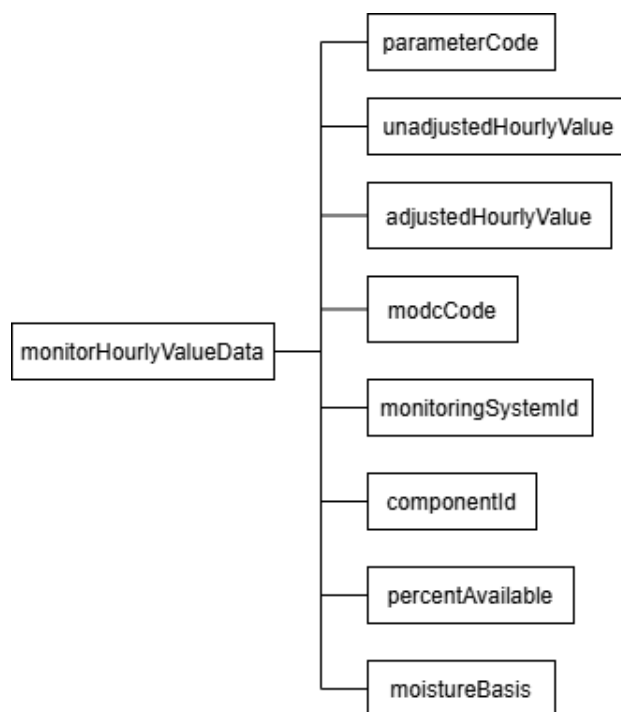 parameterCode
unadjustedHourlyValue
adjustedHourlyValue
modcCode
monitorHourlyValueData
monitoringSystemId
componentId
percentAvailable
moistureBasis